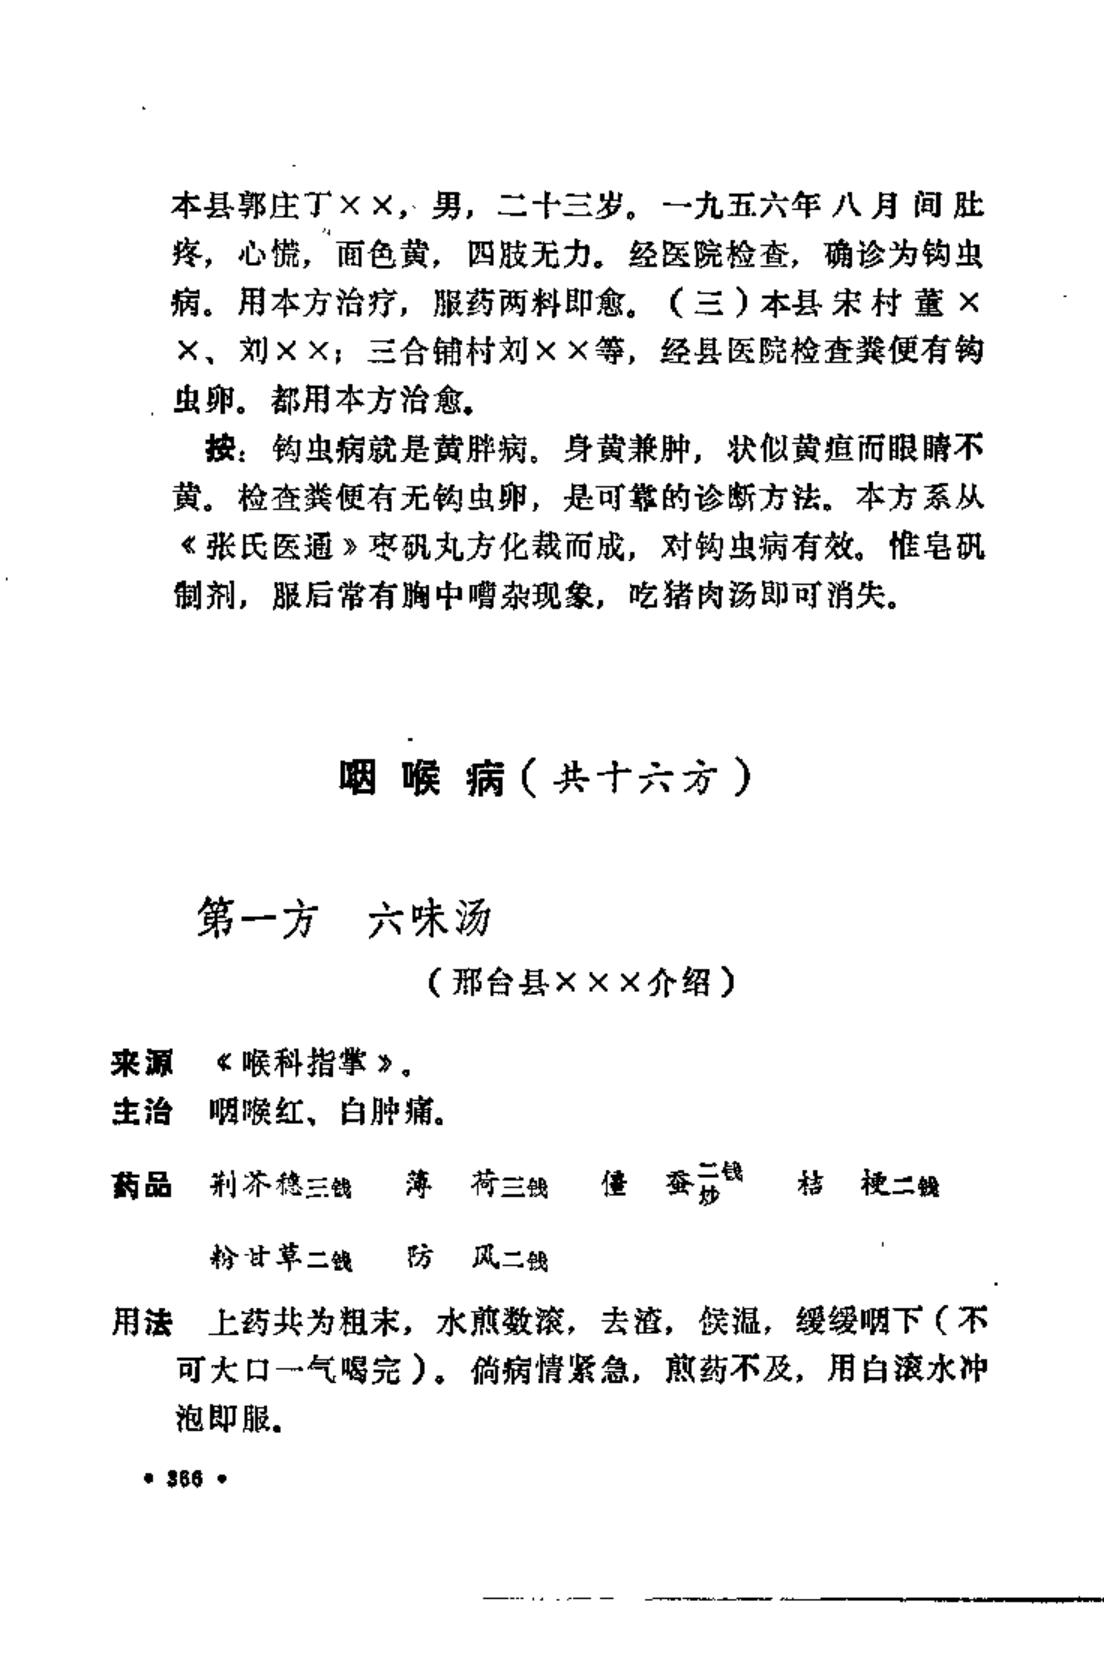 本县郭庄丁××，男，二十三岁。一九五六年八月间肚
疼，心慌，面色黄，四肢无力。经医院检查，确诊为钩虫
病。用本方治疗，服药两料即愈。（三）本县宋村董×
×、刘××；三合铺村刘××等，经县医院检查粪便有钩
虫卵。都用本方治愈。
按：钩虫病就是黄胖病。身黄兼肿，状似黄疸而眼睛不
黄。检查粪便有无钩虫卵，是可靠的诊断方法。本方系从
《张氏医通》枣矾丸方化裁而成，对钩虫病有效。惟皂矾
制剂，服后常有胸中嘈杂现象，吃猪肉汤即可消失。
咽喉病（共十六方）
第一方 六味汤
（邢台县×××介绍）
来源 《喉科指掌》。
主治 咽喉红、白肿痛。
药品 荆芥穗三钱 薄荷三钱 僵蚕二钱炒 桔梗二钱
粉甘草二钱 防风二钱
用法 上药共为粗末，水煎数滚，去渣，候温，缓缓咽下（不
可大口一气喝完）。倘病情紧急，煎药不及，用白滚水冲
泡即服。
• 366 •